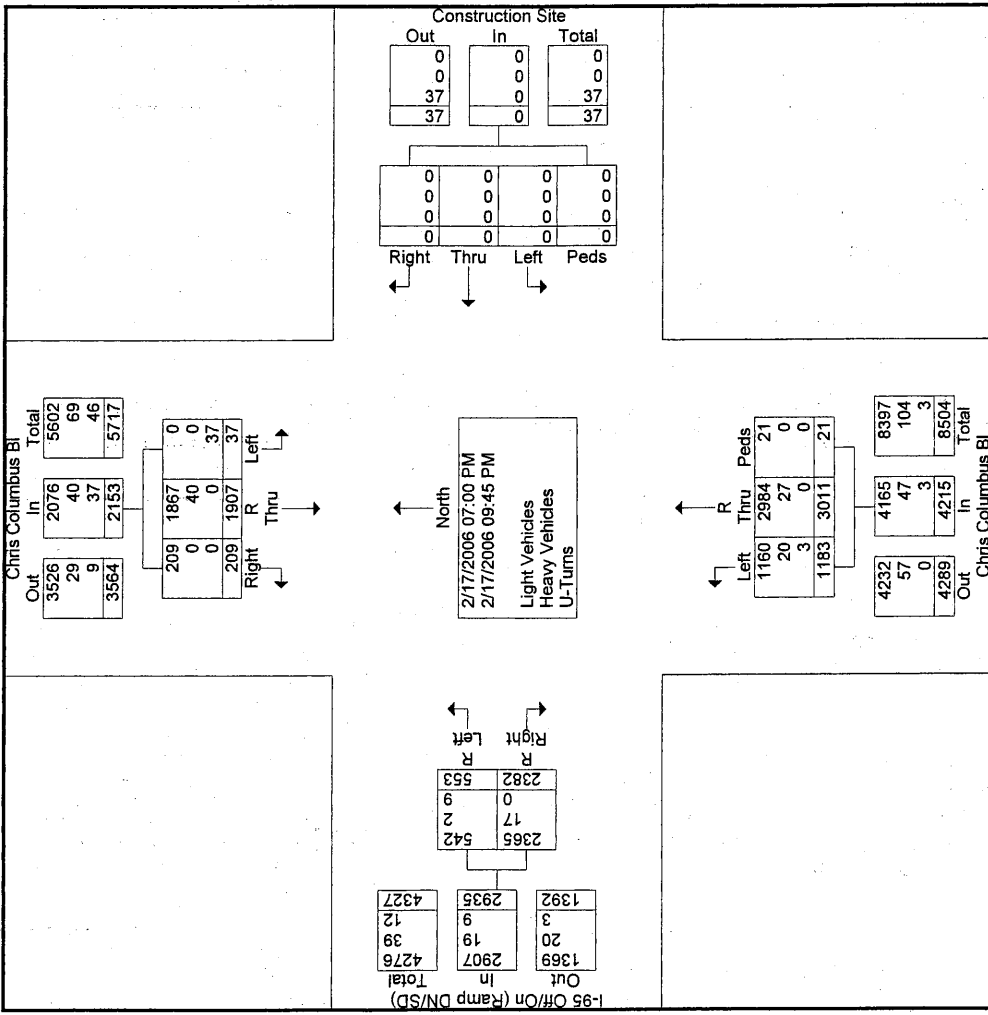 Construction Site
Out In Total
0 0 0
0 0 0
37 0 37
37 0 37
0 0 0 0
0 0 0 0
0 0 0 0
0 0 0 0
Right Thru Left Peds
Chris Columbus Bl
Out In Total
3526 2076 5602
29 40 69
9 37 46
3564 2153 5717
209 1867 0
0 40 0
0 0 37
209 1907 37
Right R Thru Left
North
2/17/2006 07:00 PM
2/17/2006 09:45 PM
Light Vehicles
Heavy Vehicles
U-Turns
R
Left Thru Peds
1160 2984 21
20 27 0
3 0 0
1183 3011 21
4232 4165 8397
57 47 104
0 3 3
4289 4215 8504
Out In Total
Chris Columbus Bl
I-95 Off/On (Ramp DN/SD)
Out In Total
1369 2907 4276
20 19 39
3 9 12
1392 2935 4327
2365 542
17 2
0 9
2382 553
R R
Right Left